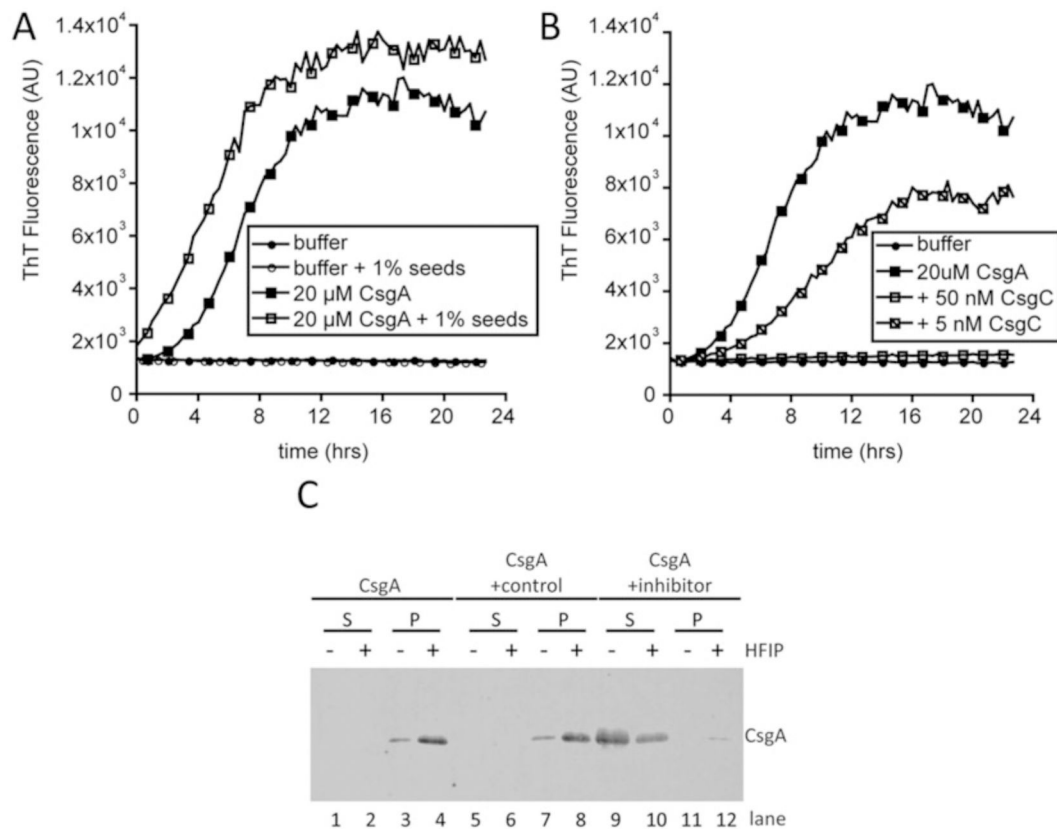 A
ThT Fluorescence (AU)
1.4x10⁴
1.2x10⁴
1x10⁴
8x10³
6x10³
4x10³
2x10³
0
0 4 8 12 16 20 24
time (hrs)
buffer
buffer + 1% seeds
20 µM CsgA
20 µM CsgA + 1% seeds
B
ThT Fluorescence (AU)
1.4x10⁴
1.2x10⁴
1x10⁴
8x10³
6x10³
4x10³
2x10³
0
0 4 8 12 16 20 24
time (hrs)
buffer
20uM CsgA
+ 50 nM CsgC
+ 5 nM CsgC
C
CsgA
CsgA +control
CsgA +inhibitor
S P S P S P
- + - + - + - + - + - + HFIP
CsgA
1 2 3 4 5 6 7 8 9 10 11 12 lane